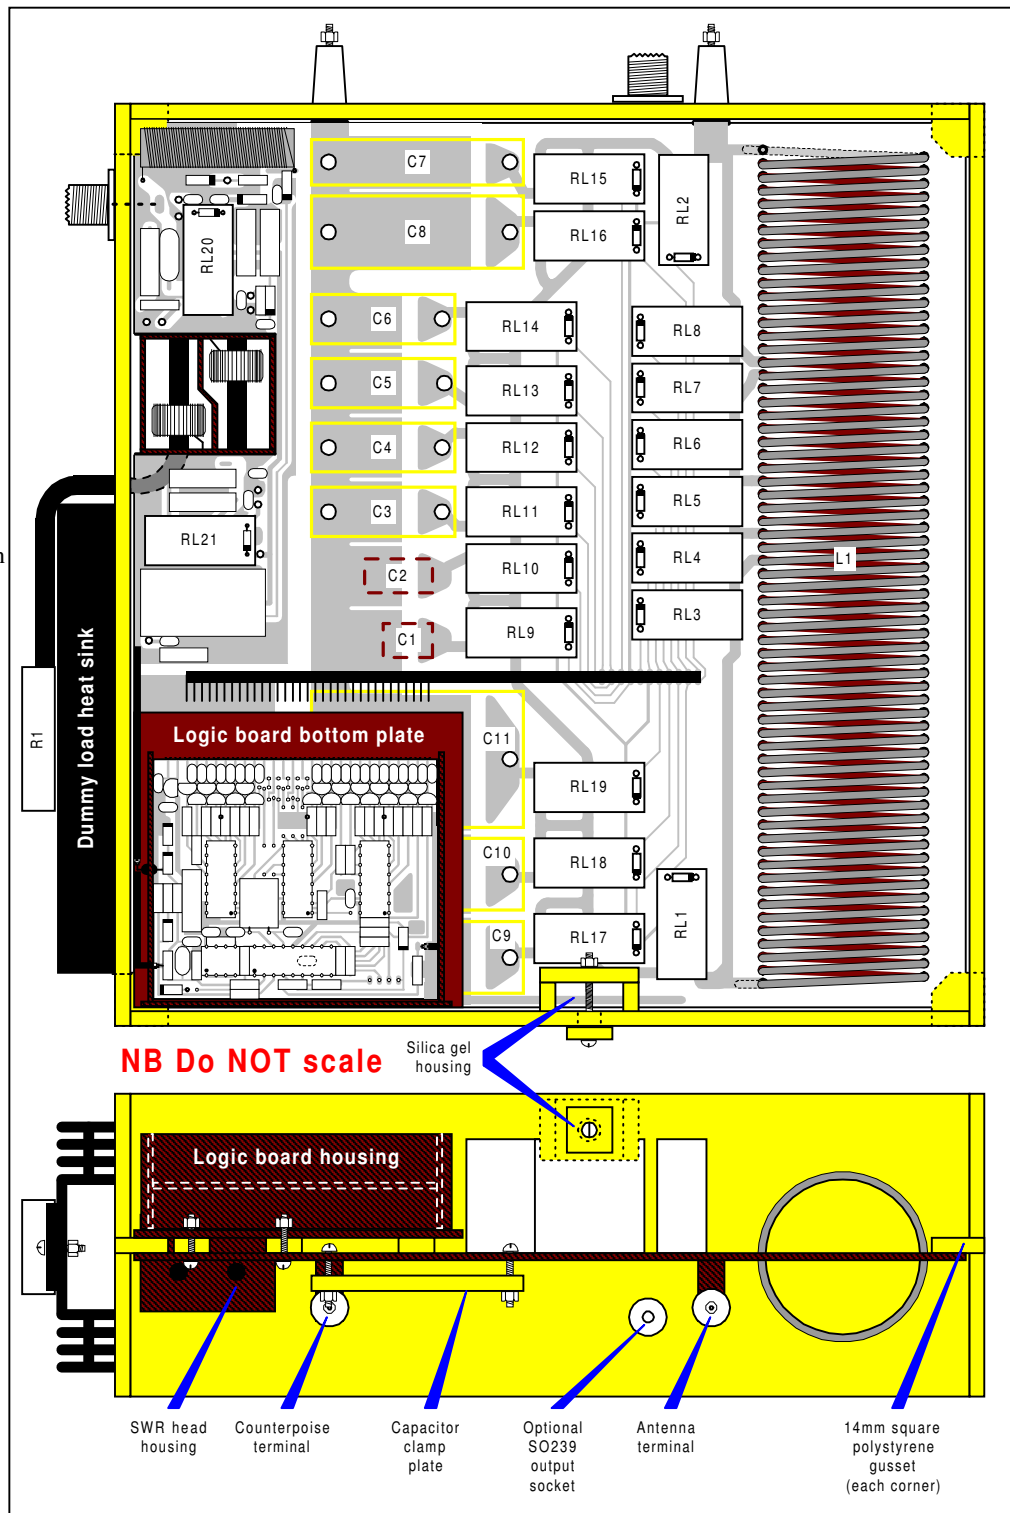 C7
RL15
RL2
C8
RL16
RL20
C6
RL14
RL8
C5
RL13
RL7
C4
RL12
RL6
C3
RL11
RL5
RL21
C2
RL10
RL4
L1
C1
RL9
RL3
n
R1
Dummy load heat sink
Logic board bottom plate
C11
RL19
C10
RL18
C9
RL17
RL1
NB Do NOT scale
Silica gel
housing
Logic board housing
SWR head
housing
Counterpoise
terminal
Capacitor
clamp
plate
Optional
SO239
output
socket
Antenna
terminal
14mm square
polystyrene
gusset
(each corner)